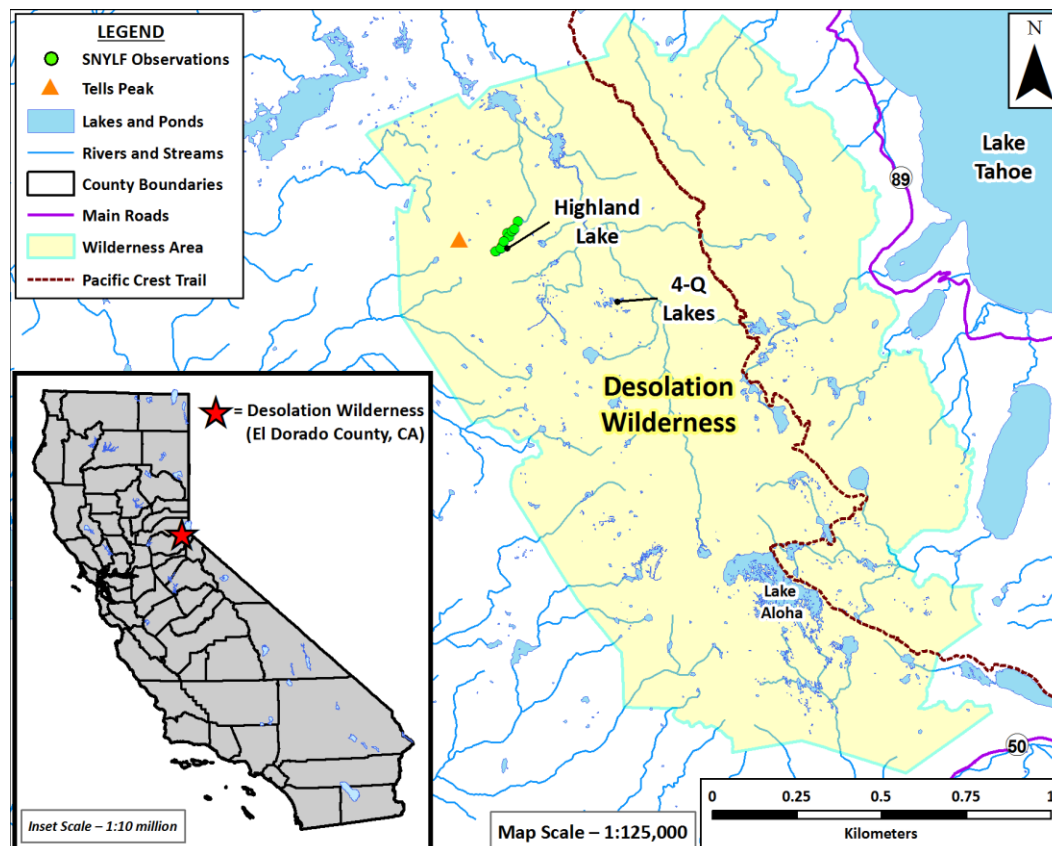 LEGEND
SNYLF Observations
Tells Peak
Lakes and Ponds
Rivers and Streams
County Boundaries
Main Roads
Wilderness Area
Pacific Crest Trail
N
Lake
Tahoe
89
Highland
Lake
4-Q
Lakes
Desolation
Wilderness
Lake
Aloha
50
= Desolation Wilderness
(El Dorado County, CA)
Inset Scale – 1:10 million
Map Scale – 1:125,000
0 0.25 0.5 0.75 1
Kilometers